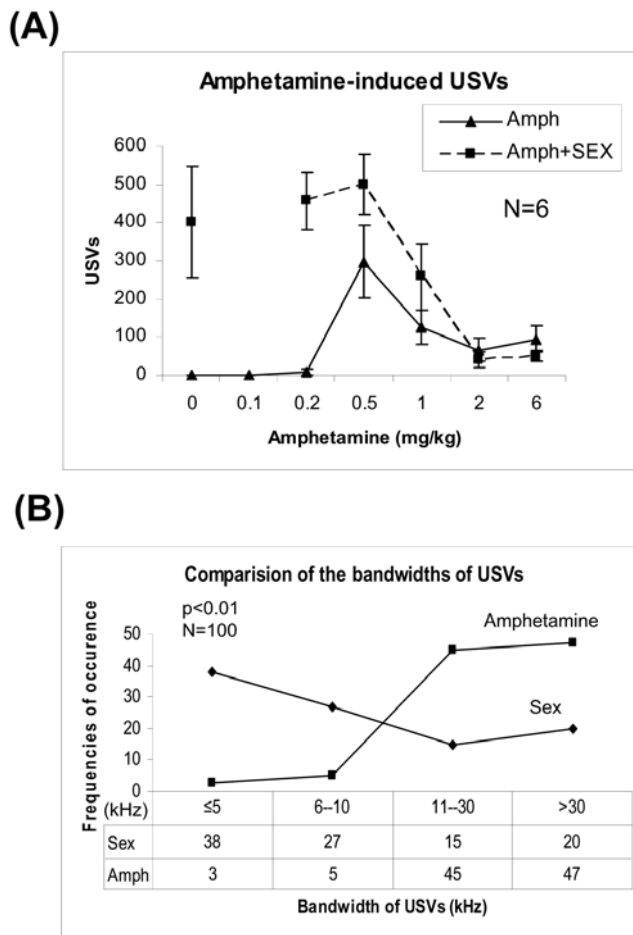 (A)
Amphetamine-induced USVs
Amph
Amph+SEX
N=6
600
500
400
300
200
100
0
USVs
0 0.1 0.2 0.5 1 2 6
Amphetamine (mg/kg)
(B)
Comparision of the bandwidths of USVs
p<0.01
N=100
Amphetamine
Sex
50
40
30
20
10
0
Frequencies of occurence
(kHz) ≤5 6--10 11--30 >30
Sex 38 27 15 20
Amph 3 5 45 47
Bandwidth of USVs (kHz)